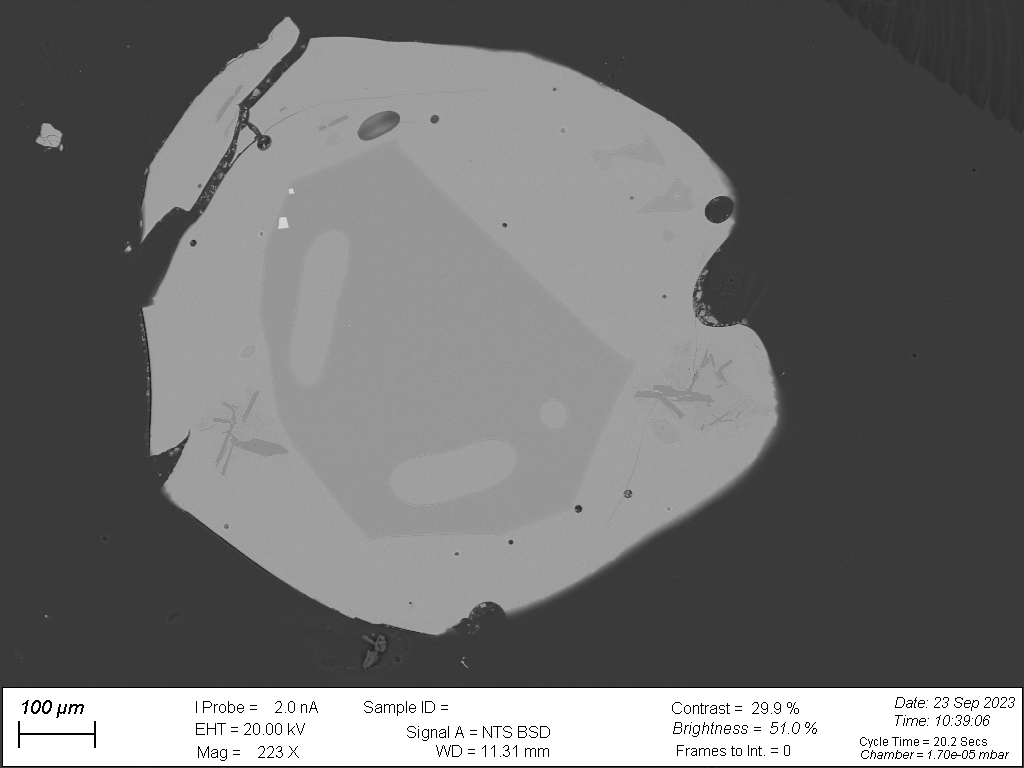 100 µm
I Probe = 2.0 nA
EHT = 20.00 kV
Mag = 223 X
Sample ID =
Signal A = NTS BSD
WD = 11.31 mm
Contrast = 29.9 %
Brightness = 51.0 %
Frames to Int. = 0
Date: 23 Sep 2023
Time: 10:39:06
Cycle Time = 20.2 Secs
Chamber = 1.70e-05 mbar